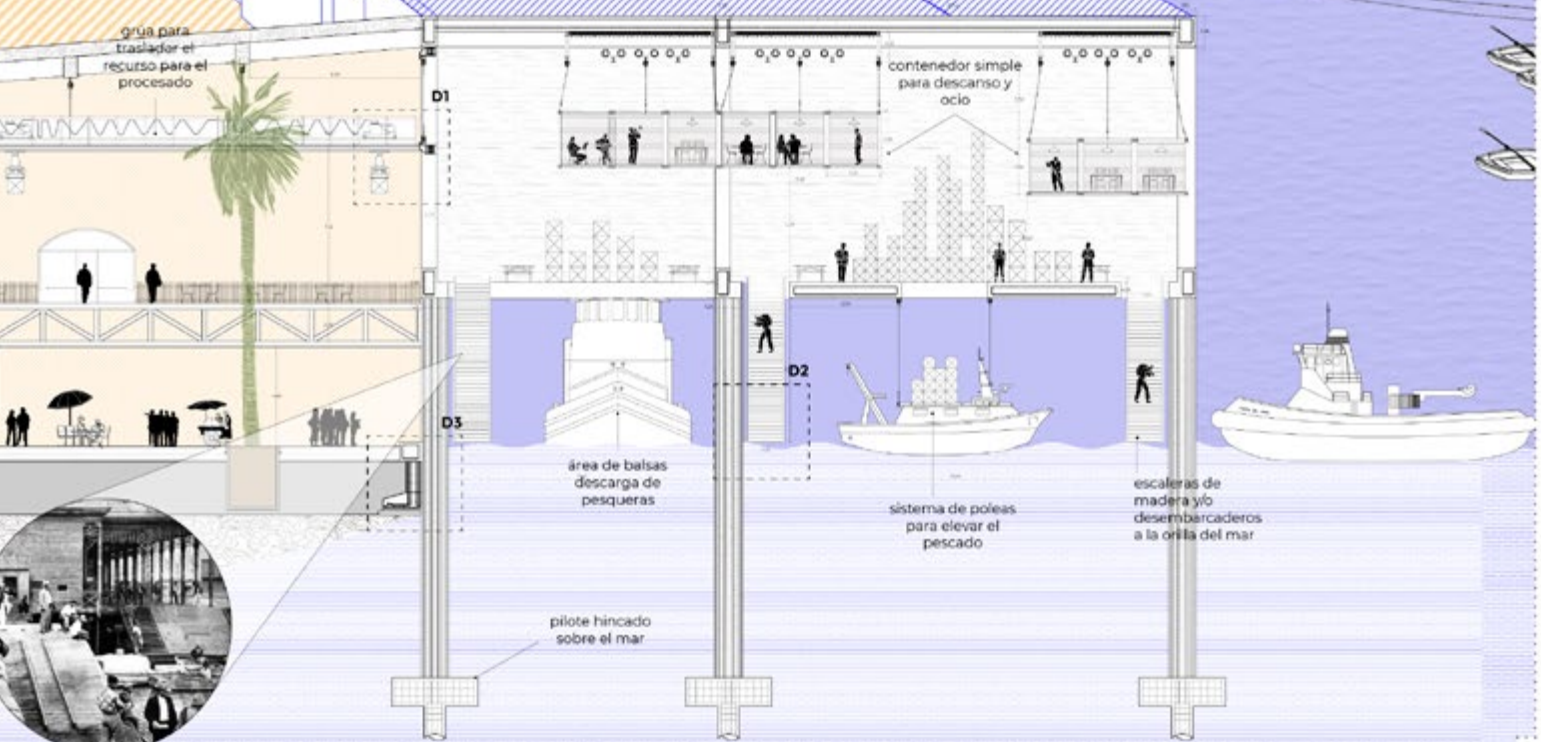 grúa para
trasladar el
recurso para el
procesado
D1
contenedor simple
para descanso y
ocio
D2
D3
área de balsas
descarga de
pesqueras
sistema de poleas
para elevar el
pescado
escaleras de
madera y/o
desembarcaderos
a la orilla del mar
pilote hincado
sobre el mar